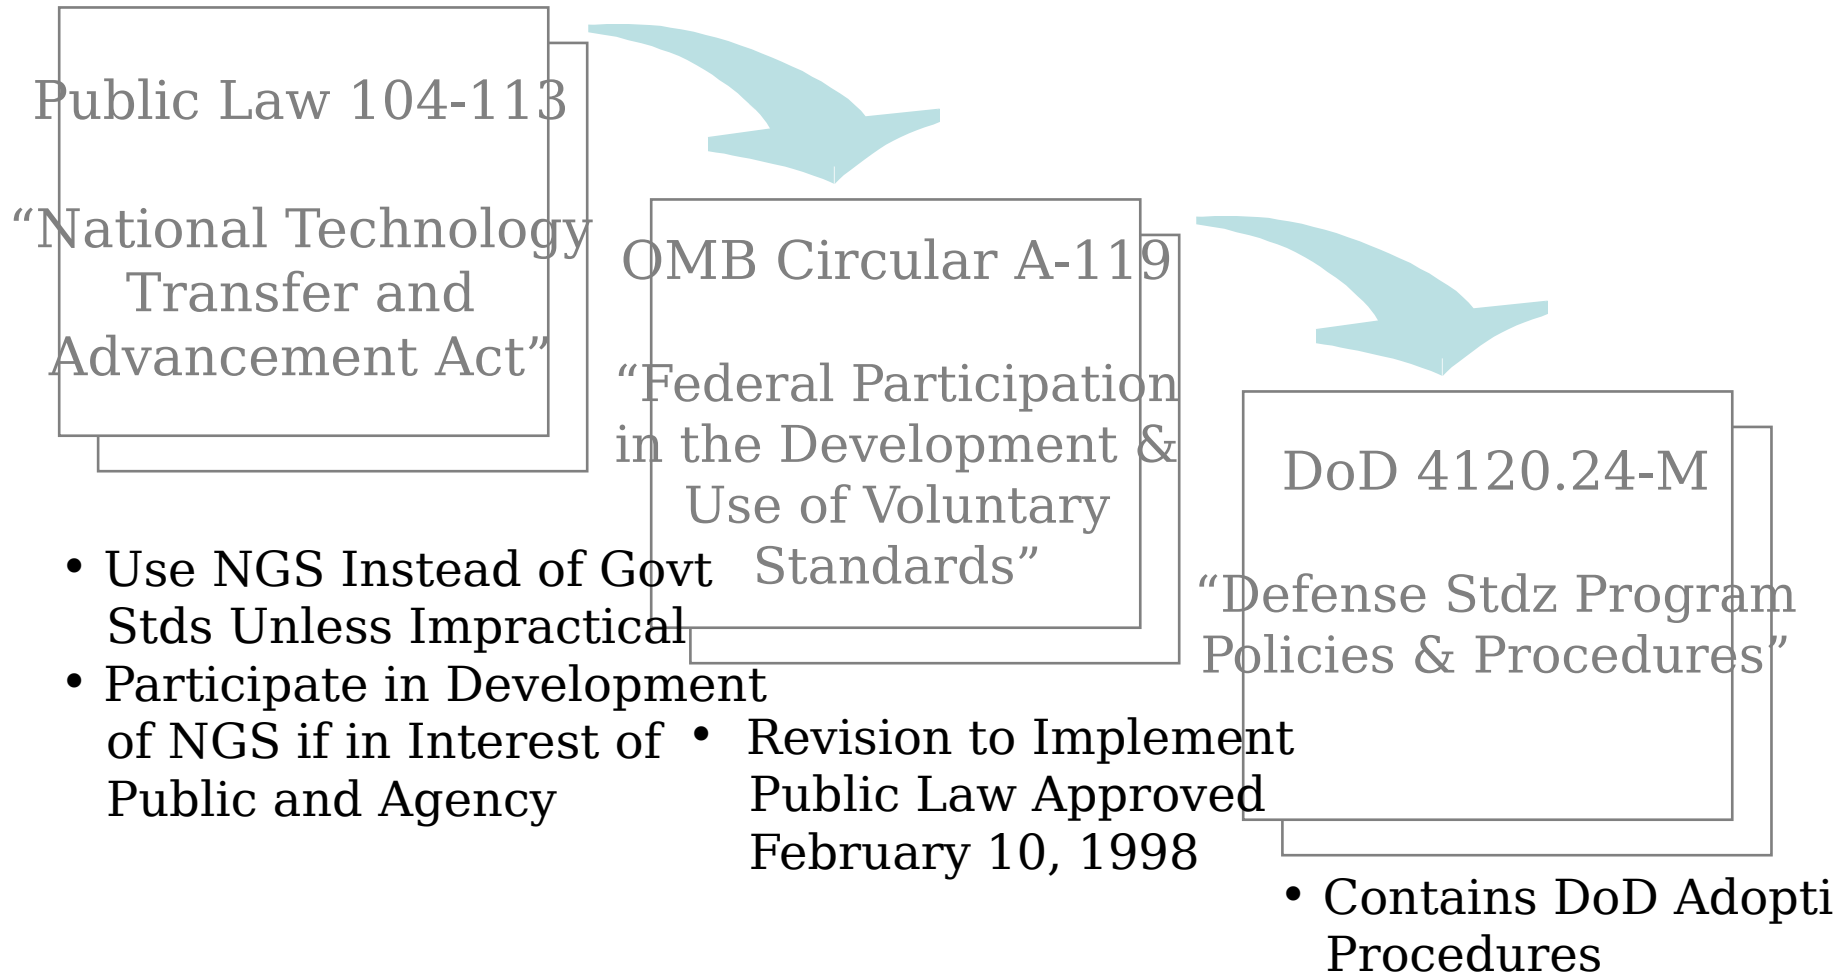 Public Law 104-113
“National Technology
Transfer and
Advancement Act”
• Use NGS Instead of Govt
Stds Unless Impractical
• Participate in Development
of NGS if in Interest of
Public and Agency
OMB Circular A-119
“Federal Participation
in the Development &
Use of Voluntary
Standards”
• Revision to Implement
Public Law Approved
February 10, 1998
DoD 4120.24-M
“Defense Stdz Program
Policies & Procedures”
• Contains DoD Adopti
Procedures